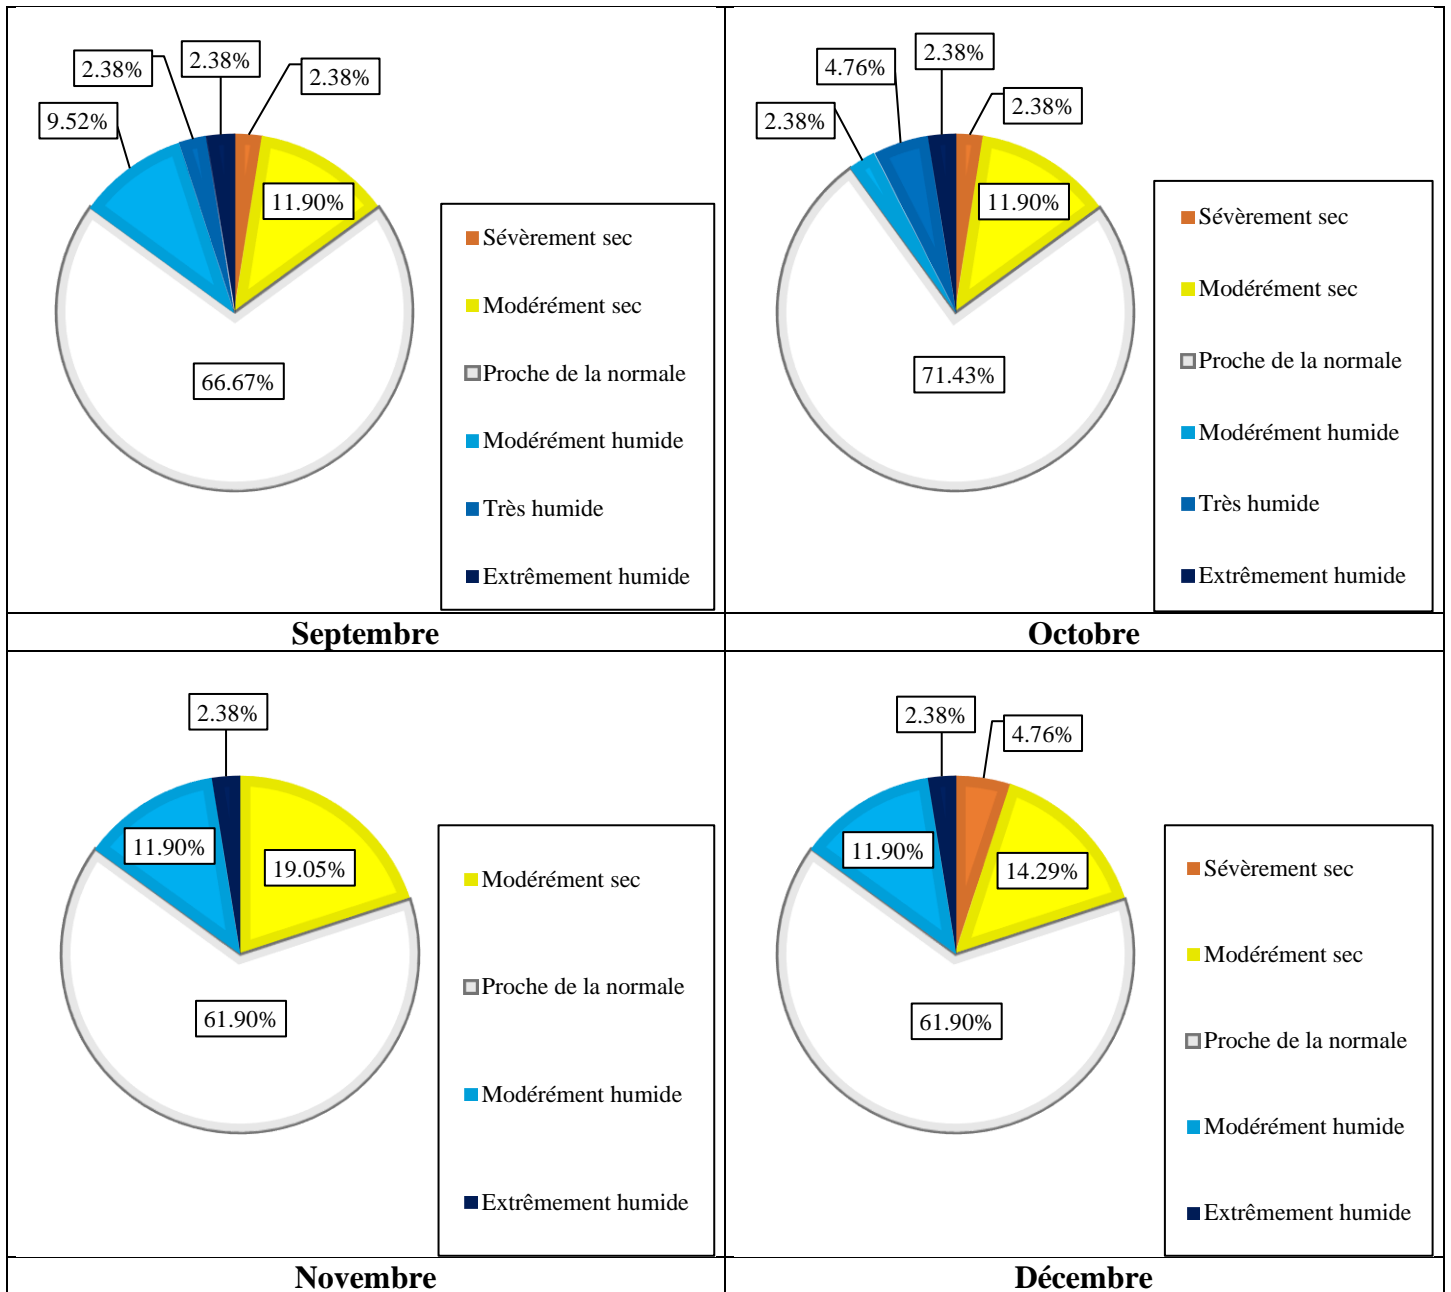 2.38%
2.38%
2.38%
9.52%
11.90%
66.67%
Sévèrement sec
Modérément sec
Proche de la normale
Modérément humide
Très humide
Extrêmement humide
Septembre
2.38%
4.76%
2.38%
2.38%
11.90%
71.43%
Sévèrement sec
Modérément sec
Proche de la normale
Modérément humide
Très humide
Extrêmement humide
Octobre
2.38%
11.90%
19.05%
61.90%
Modérément sec
Proche de la normale
Modérément humide
Extrêmement humide
Novembre
2.38%
4.76%
11.90%
14.29%
61.90%
Sévèrement sec
Modérément sec
Proche de la normale
Modérément humide
Extrêmement humide
Décembre